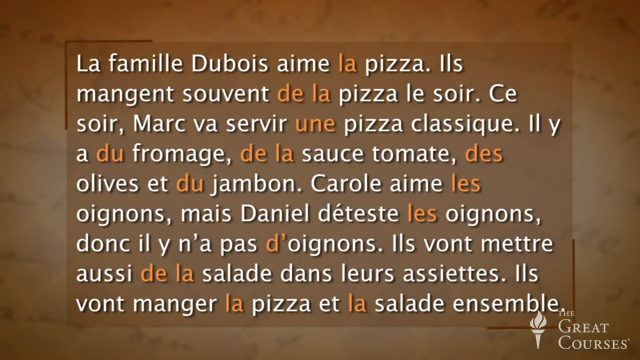 La famille Dubois aime la pizza. Ils
mangent souvent de la pizza le soir. Ce
soir, Marc va servir une pizza classique. Il y
a du fromage, de la sauce tomate, des
olives et du jambon. Carole aime les
oignons, mais Daniel déteste les oignons,
donc il y n'a pas d'oignons. Ils vont mettre
aussi de la salade dans leurs assiettes. Ils
vont manger la pizza et la salade ensemble.
THE
GREAT
COURSES®